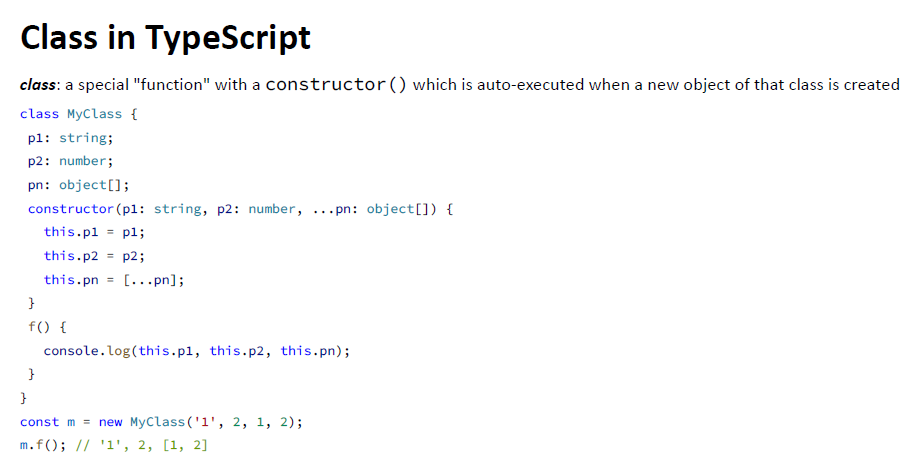 Class in TypeScript
class: a special "function" with a constructor() which is auto-executed when a new object of that class is created
class MyClass {
 p1: string;
 p2: number;
 pn: object[];
 constructor(p1: string, p2: number, ...pn: object[]) {
   this.p1 = p1;
   this.p2 = p2;
   this.pn = [...pn];
 }
 f() {
   console.log(this.p1, this.p2, this.pn);
 }
}
const m = new MyClass('1', 2, 1, 2);
m.f(); // '1', 2, [1, 2]